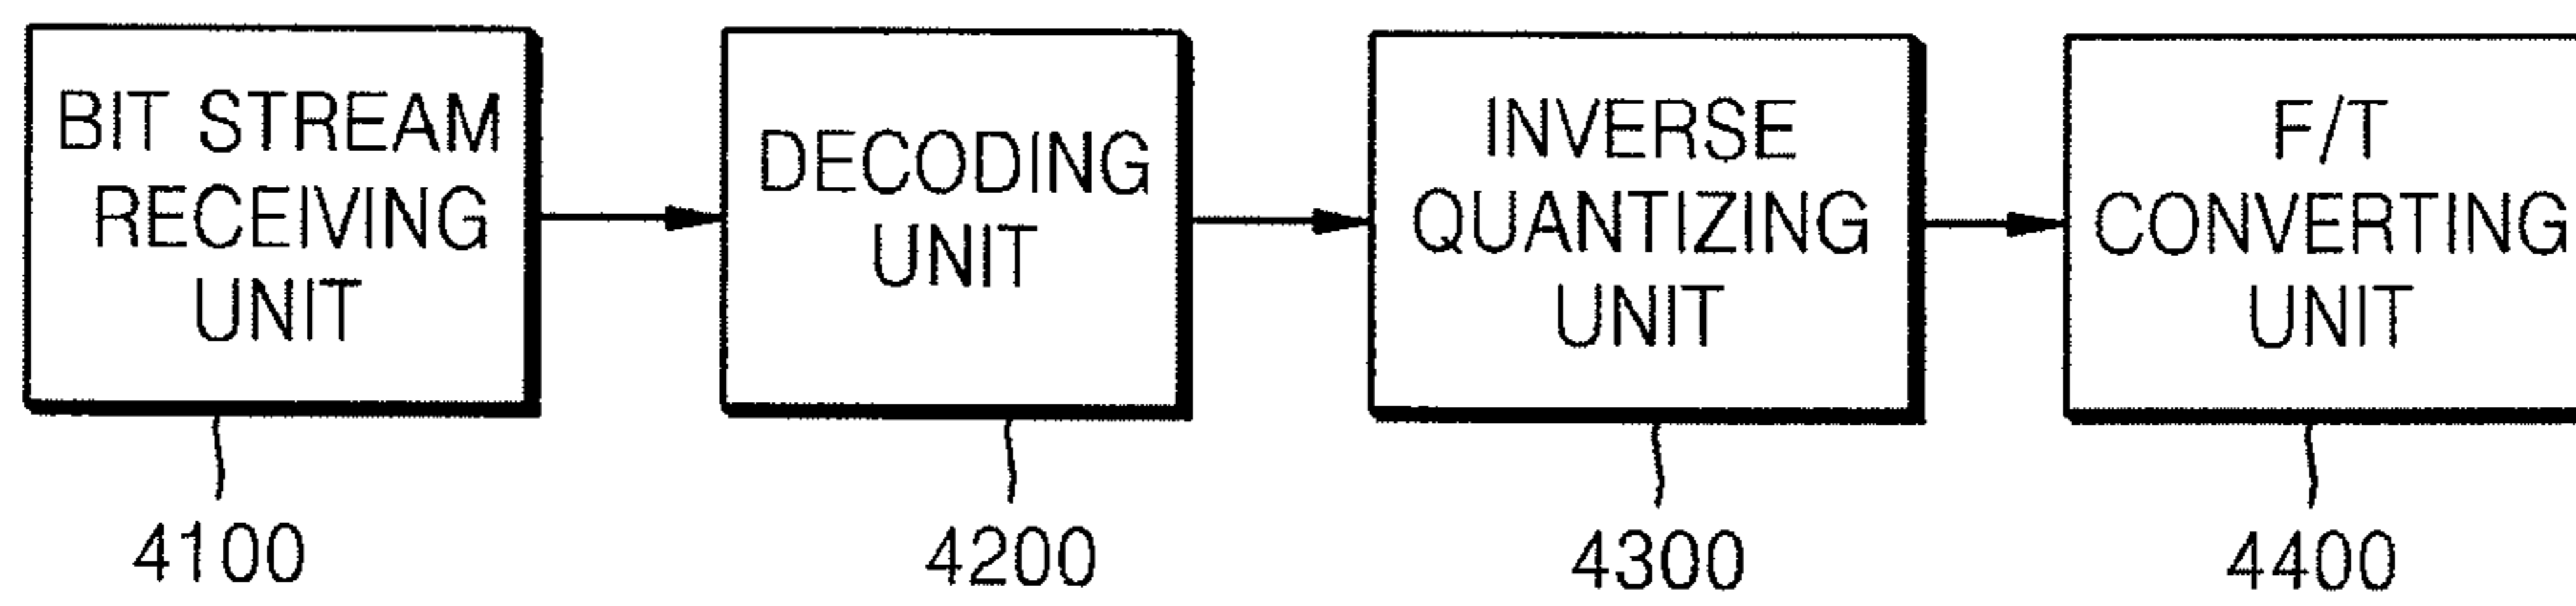 BIT STREAM
RECEIVING
UNIT
DECODING
UNIT
INVERSE
QUANTIZING
UNIT
F/T
CONVERTING
UNIT
4100
4200
4300
4400